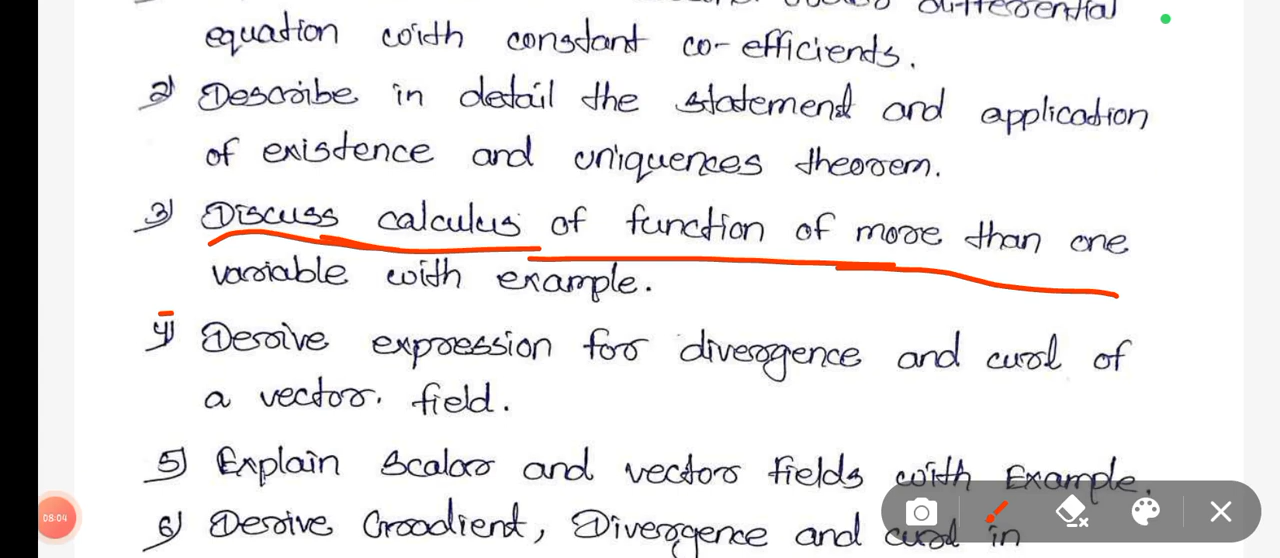 differential
equation with constant co-efficients.
2) Describe in detail the statement and application
of existence and uniquences theorem.
3) Discuss calculus of function of more than one
variable with example.
4) Derive expression for divergence and curl of
a vector. field.
5) Explain scalar and vector fields with Example.
6) Derive Gradient, Divergence and curl in
08:04